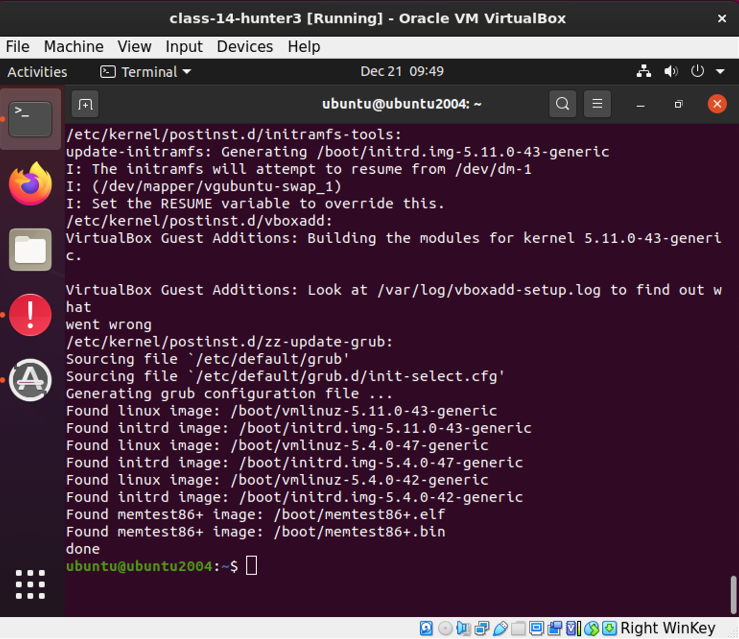 class-14-hunter3 [Running] - Oracle VM VirtualBox
File Machine View Input Devices Help
Activities Terminal Dec 21 09:49
ubuntu@ubuntu2004: ~
/etc/kernel/postinst.d/initramfs-tools:
update-initramfs: Generating /boot/initrd.img-5.11.0-43-generic
I: The initramfs will attempt to resume from /dev/dm-1
I: (/dev/mapper/vgubuntu-swap_1)
I: Set the RESUME variable to override this.
/etc/kernel/postinst.d/vboxadd:
VirtualBox Guest Additions: Building the modules for kernel 5.11.0-43-generi
c.
VirtualBox Guest Additions: Look at /var/log/vboxadd-setup.log to find out w
hat
went wrong
/etc/kernel/postinst.d/zz-update-grub:
Sourcing file `/etc/default/grub'
Sourcing file `/etc/default/grub.d/init-select.cfg'
Generating grub configuration file ...
Found linux image: /boot/vmlinuz-5.11.0-43-generic
Found initrd image: /boot/initrd.img-5.11.0-43-generic
Found linux image: /boot/vmlinuz-5.4.0-47-generic
Found initrd image: /boot/initrd.img-5.4.0-47-generic
Found linux image: /boot/vmlinuz-5.4.0-42-generic
Found initrd image: /boot/initrd.img-5.4.0-42-generic
Found memtest86+ image: /boot/memtest86+.elf
Found memtest86+ image: /boot/memtest86+.bin
done
ubuntu@ubuntu2004:~$
Right WinKey